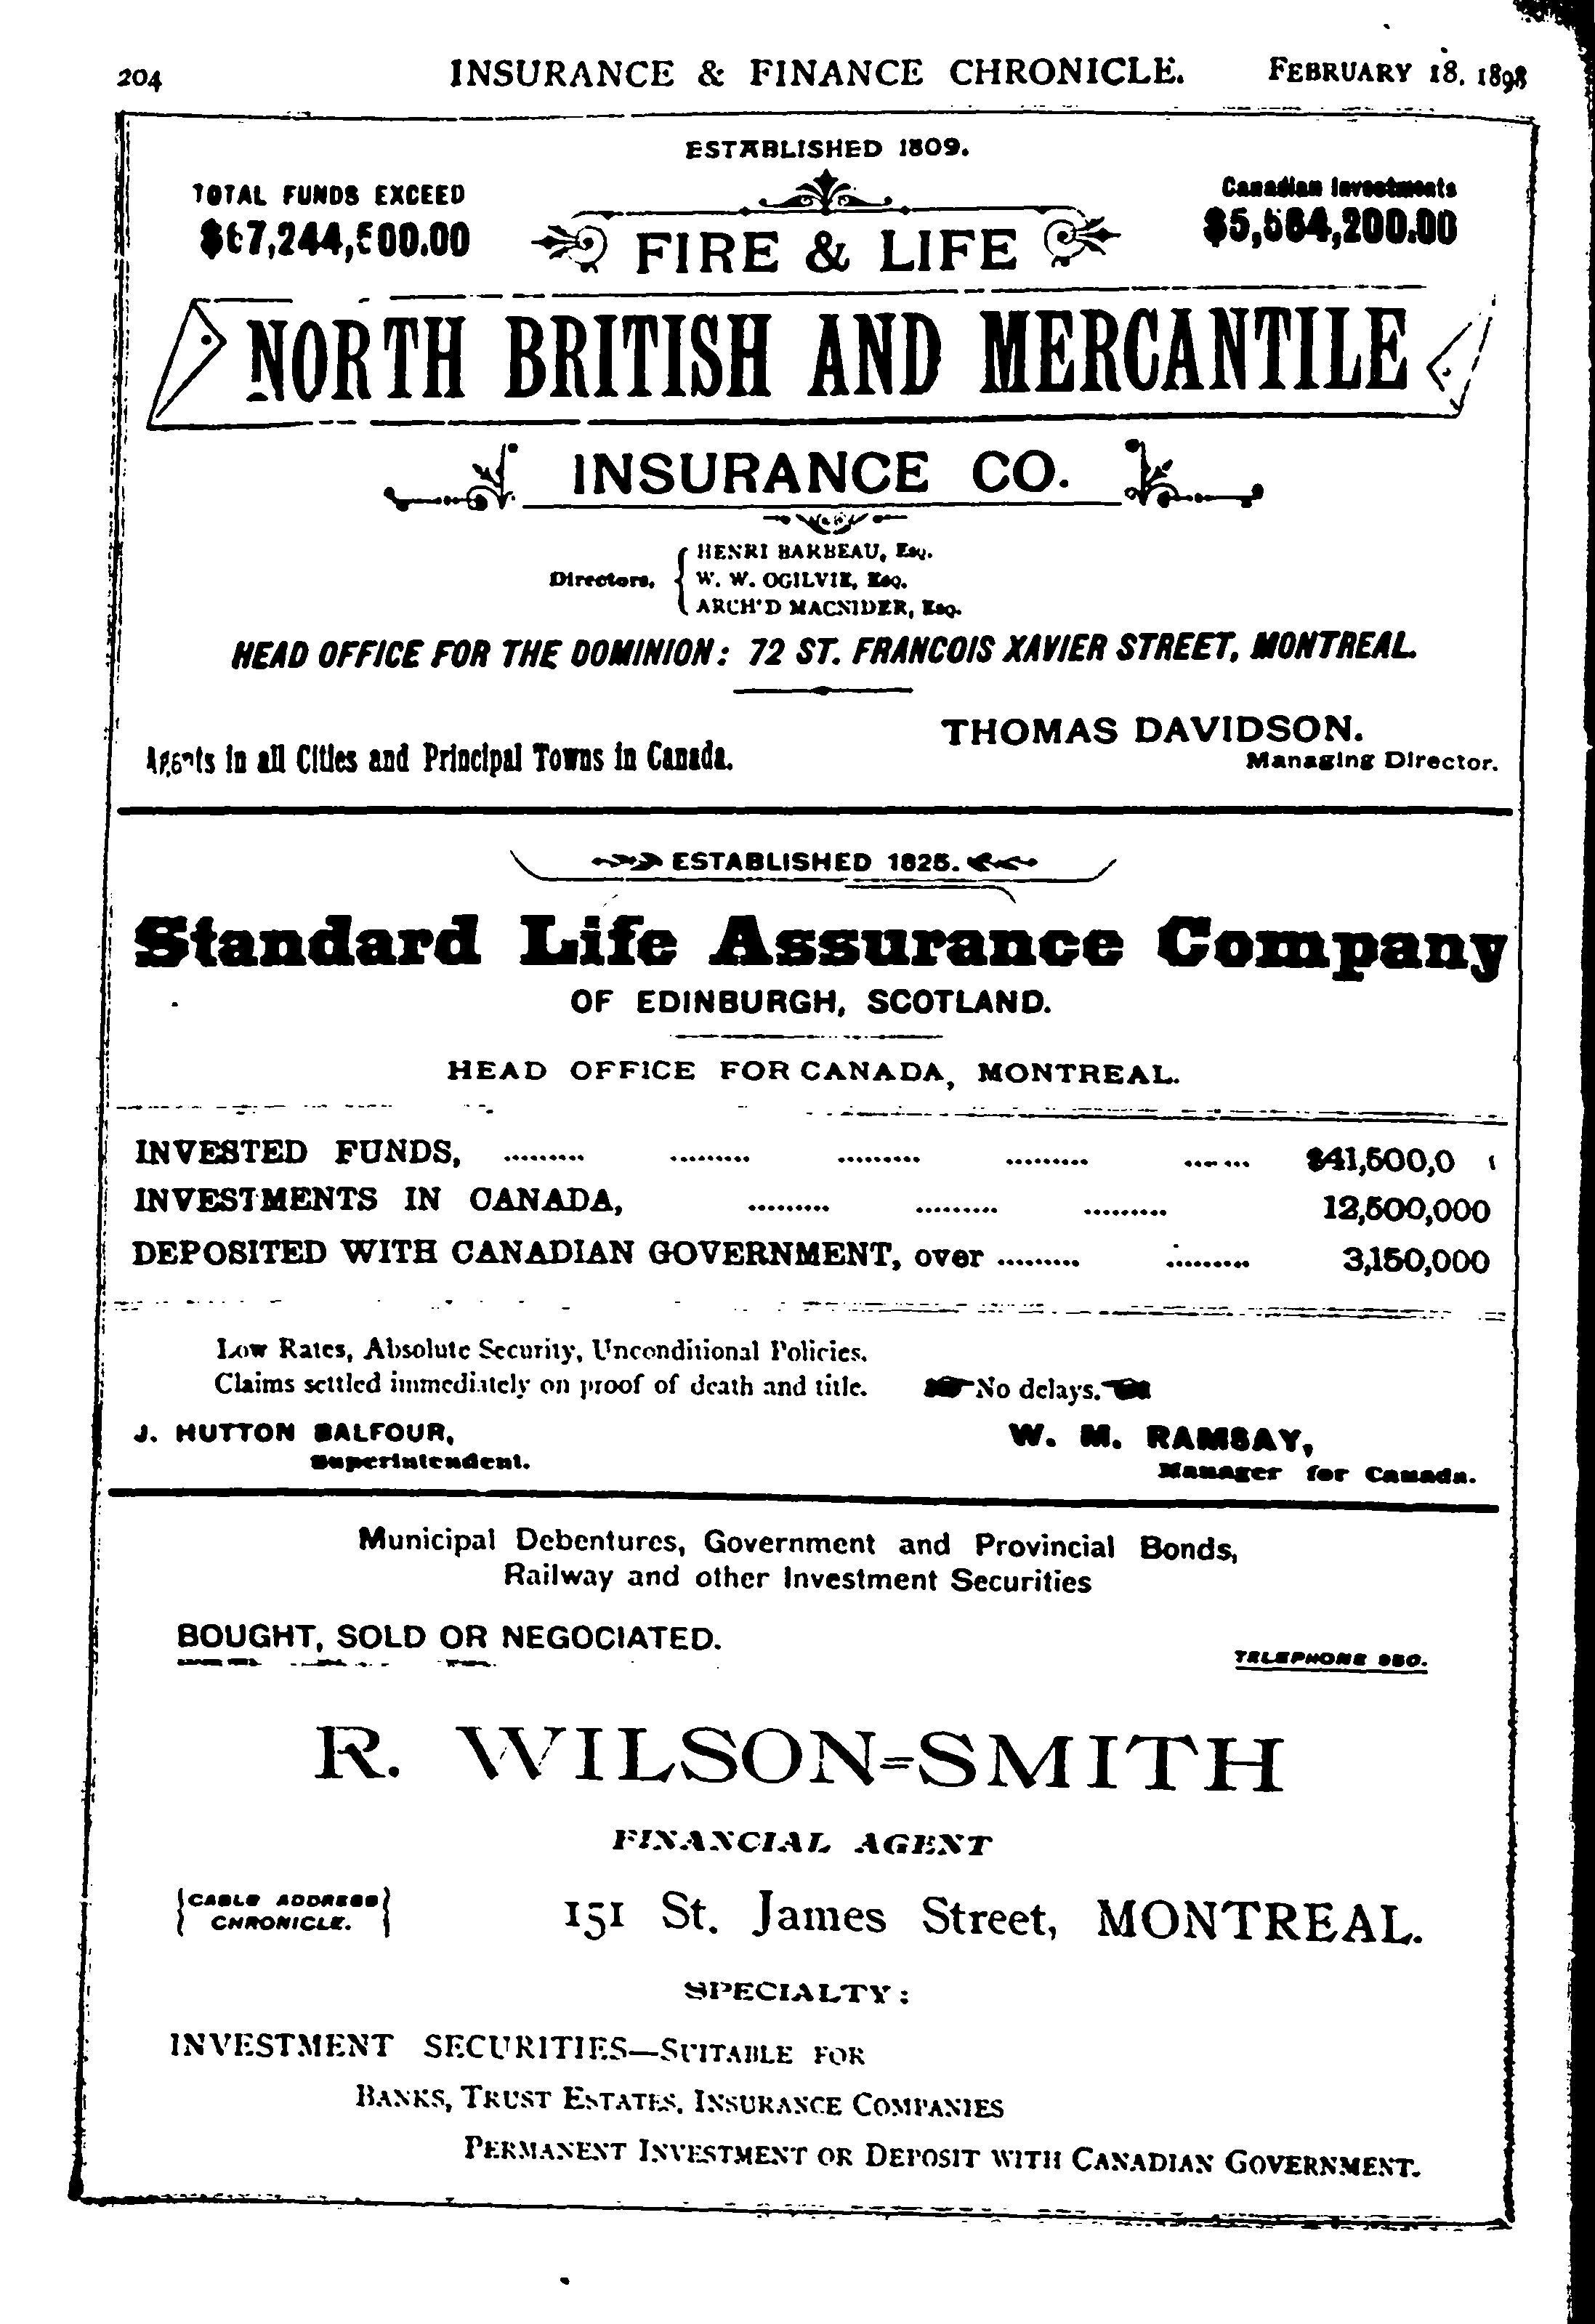 204 INSURANCE & FINANCE CHRONICLE. FEBRUARY 18, 1898
ESTABLISHED 1809.
TOTAL FUNDS EXCEED
Canadian Investments
FIRE & LIFE
NORTH BRITISH AND MERCANTILE
INSURANCE CO.
Directors, HENRI BARBEAU, Esq.
W. W. OGILVIE, Esq.
ARCH'D MACNIDER, Esq.
HEAD OFFICE FOR THE DOMINION: 72 ST. FRANCOIS XAVIER STREET, MONTREAL.
THOMAS DAVIDSON.
Managing Director.
Agents in all Cities and Principal Towns in Canada.
ESTABLISHED 1825.
Standard Life Assurance Company
OF EDINBURGH, SCOTLAND.
HEAD OFFICE FOR CANADA, MONTREAL.
INVESTED FUNDS, ......... ......... ......... ......... ......
INVESTMENTS IN CANADA, ......... ......... ......... 12,500,000
DEPOSITED WITH CANADIAN GOVERNMENT, over ......... ......... 3,150,000
Low Rates, Absolute Security, Unconditional Policies.
Claims settled immediately on proof of death and title. No delays.
J. HUTTON BALFOUR,
Superintendent.
W. M. RAMSAY,
Manager for Canada.
Municipal Debentures, Government and Provincial Bonds,
Railway and other Investment Securities
BOUGHT, SOLD OR NEGOCIATED.
TELEPHONE
R. WILSON=SMITH
FINANCIAL AGENT
CABLE ADDRESS
CHRONICLE.
151 St. James Street, MONTREAL.
SPECIALTY:
INVESTMENT SECURITIES—SUITABLE FOR
BANKS, TRUST ESTATES, INSURANCE COMPANIES
PERMANENT INVESTMENT OR DEPOSIT WITH CANADIAN GOVERNMENT.